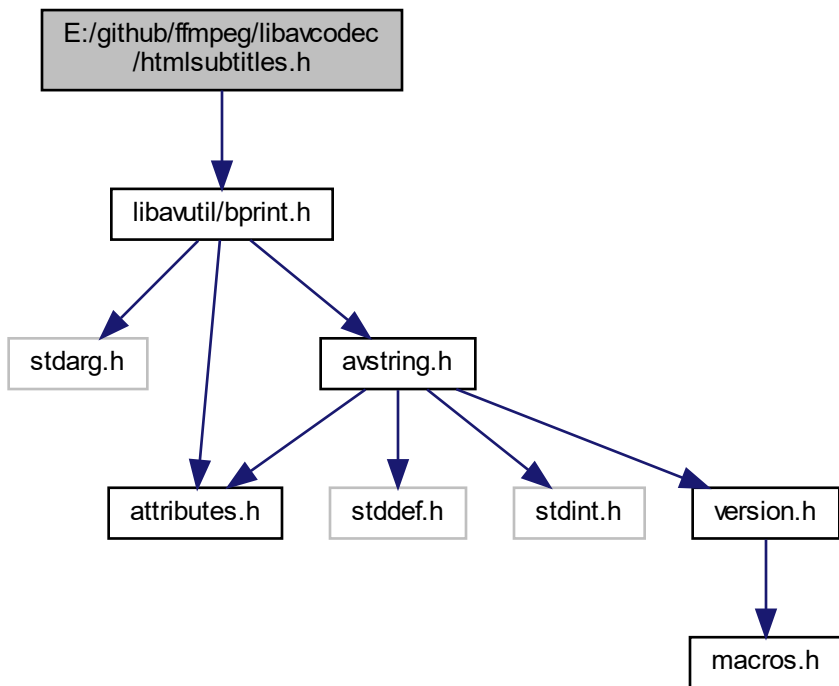 E:/github/ffmpeg/libavcodec
/htmlsubtitles.h
libavutil/bprint.h
stdarg.h
avstring.h
attributes.h
stddef.h
stdint.h
version.h
macros.h